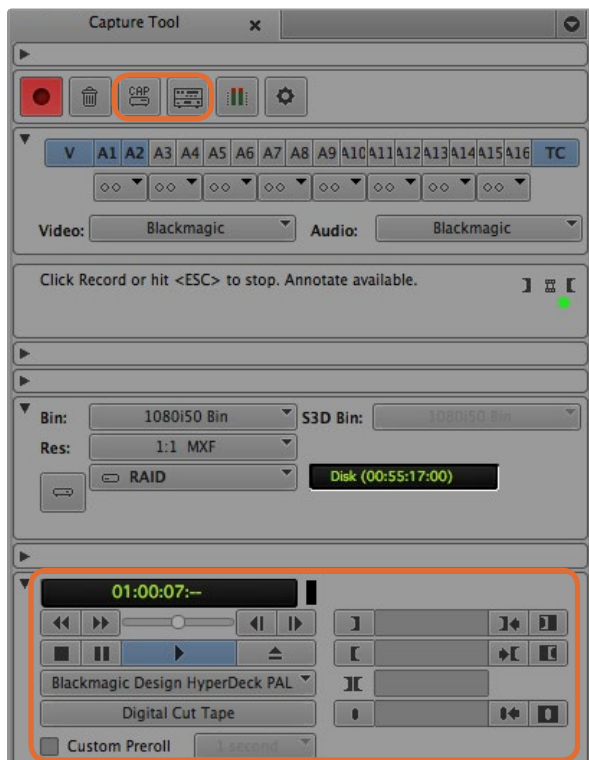 Capture Tool
CAP
V A1 A2 A3 A4 A5 A6 A7 A8 A9 A10 A11 A12 A13 A14 A15 A16 TC
Video: Blackmagic Audio: Blackmagic
Click Record or hit <ESC> to stop. Annotate available.
Bin: 1080i50 Bin S3D Bin: 1080i50 Bin
Res: 1:1 MXF
RAID Disk (00:55:17:00)
01:00:07:--
Blackmagic Design HyperDeck PAL
Digital Cut Tape
Custom Preroll 1 second